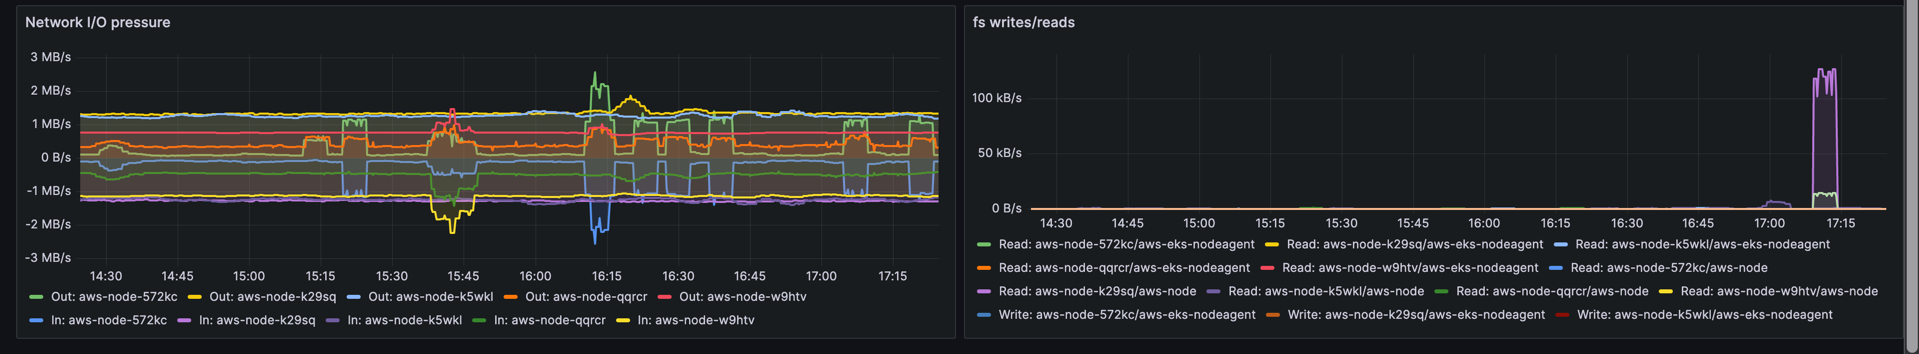 Network I/O pressure
3 MB/s
2 MB/s
1 MB/s
0 B/s
-1 MB/s
-2 MB/s
-3 MB/s
14:30 14:45 15:00 15:15 15:30 15:45 16:00 16:15 16:30 16:45 17:00 17:15
Out: aws-node-572kc Out: aws-node-k29sq Out: aws-node-k5wkl Out: aws-node-qqrcr Out: aws-node-w9htv
In: aws-node-572kc In: aws-node-k29sq In: aws-node-k5wkl In: aws-node-qqrcr In: aws-node-w9htv
fs writes/reads
100 kB/s
50 kB/s
0 B/s
14:30 14:45 15:00 15:15 15:30 15:45 16:00 16:15 16:30 16:45 17:00 17:15
Read: aws-node-572kc/aws-eks-nodeagent Read: aws-node-k29sq/aws-eks-nodeagent Read: aws-node-k5wkl/aws-eks-nodeagent
Read: aws-node-qqrcr/aws-eks-nodeagent Read: aws-node-w9htv/aws-eks-nodeagent Read: aws-node-572kc/aws-node
Read: aws-node-k29sq/aws-node Read: aws-node-k5wkl/aws-node Read: aws-node-qqrcr/aws-node Read: aws-node-w9htv/aws-node
Write: aws-node-572kc/aws-eks-nodeagent Write: aws-node-k29sq/aws-eks-nodeagent Write: aws-node-k5wkl/aws-eks-nodeagent